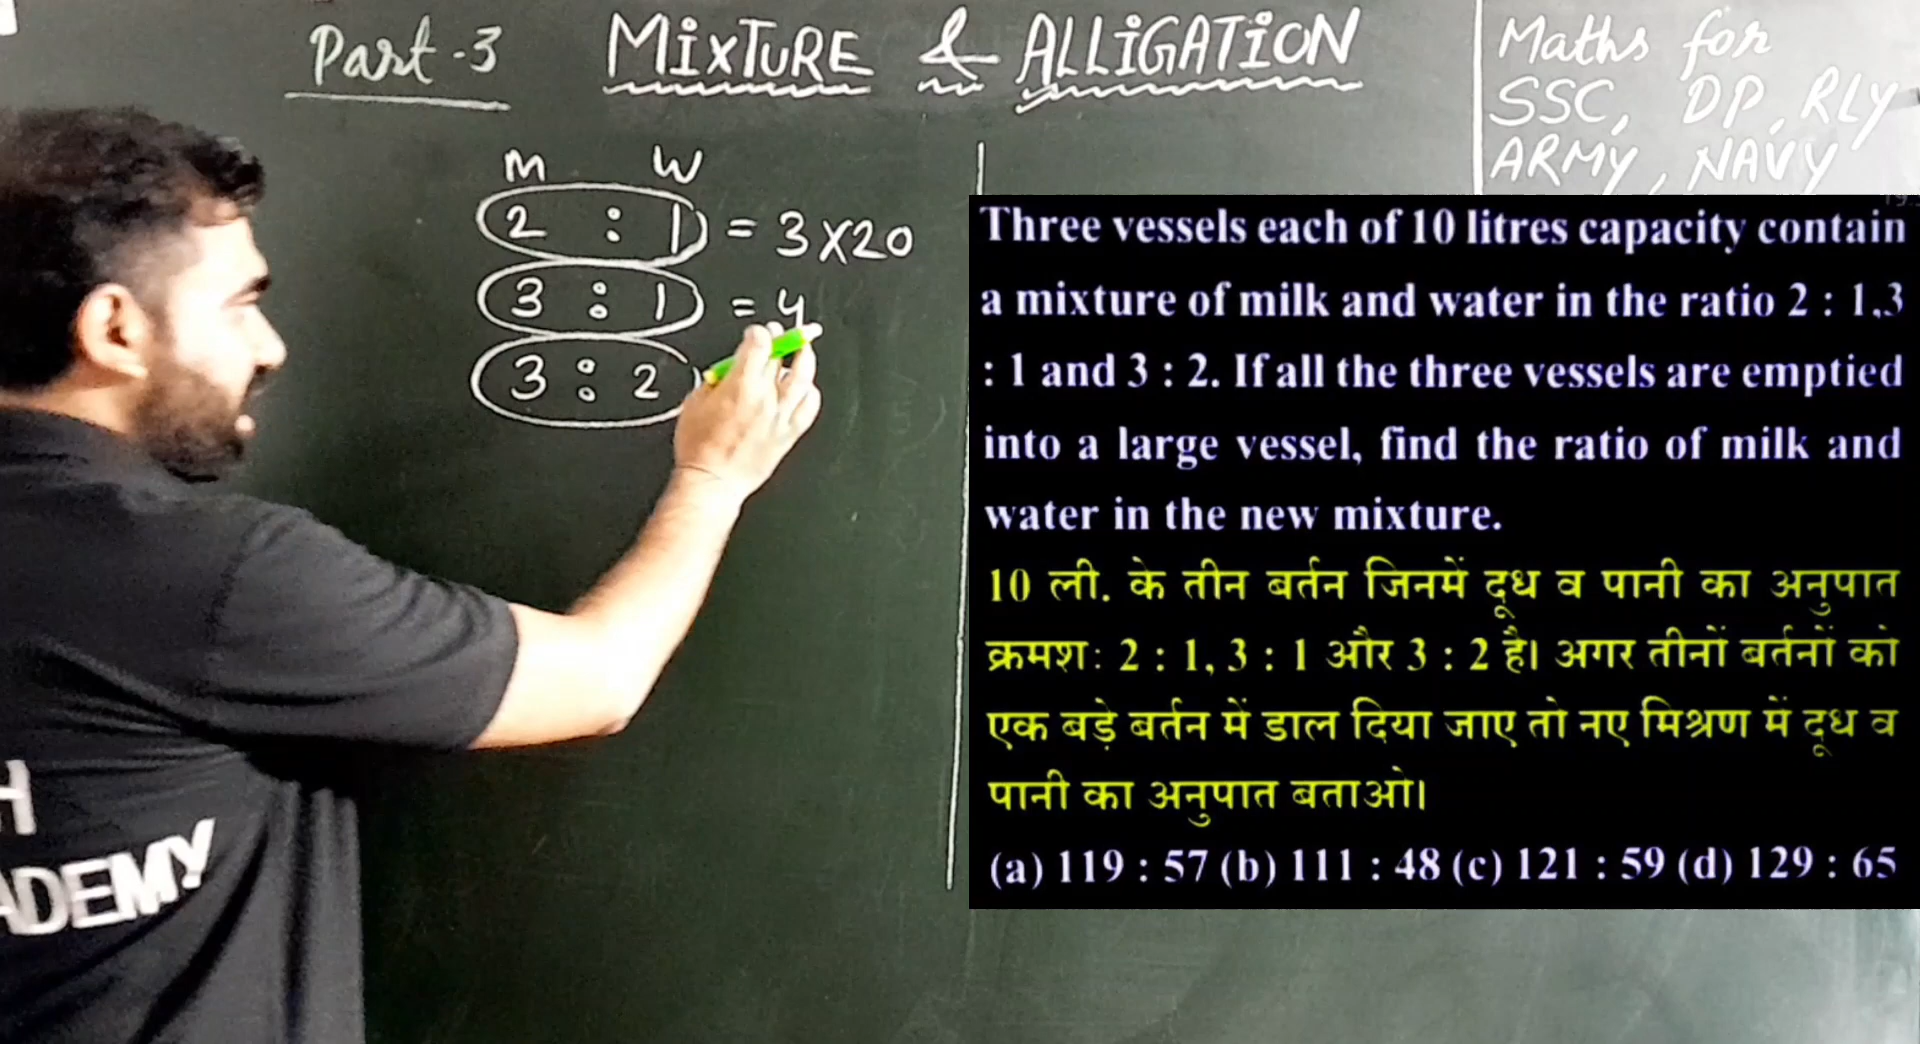 Part-3 MixTURE & ALLiGATiON
Maths for
SSC, DP, RLY
ARMY, NAVY
M W
2 : 1 = 3X20
3 : 1 = 4
3 : 2
Three vessels each of 10 litres capacity contain
a mixture of milk and water in the ratio 2 : 1,3
: 1 and 3 : 2. If all the three vessels are emptied
into a large vessel, find the ratio of milk and
water in the new mixture.
10 ली. के तीन बर्तन जिनमें दूध व पानी का अनुपात
क्रमशः 2 : 1, 3 : 1 और 3 : 2 है। अगर तीनों बर्तनों को
एक बड़े बर्तन में डाल दिया जाए तो नए मिश्रण में दूध व
पानी का अनुपात बताओ।
(a) 119 : 57 (b) 111 : 48 (c) 121 : 59 (d) 129 : 65
H
ADEMY